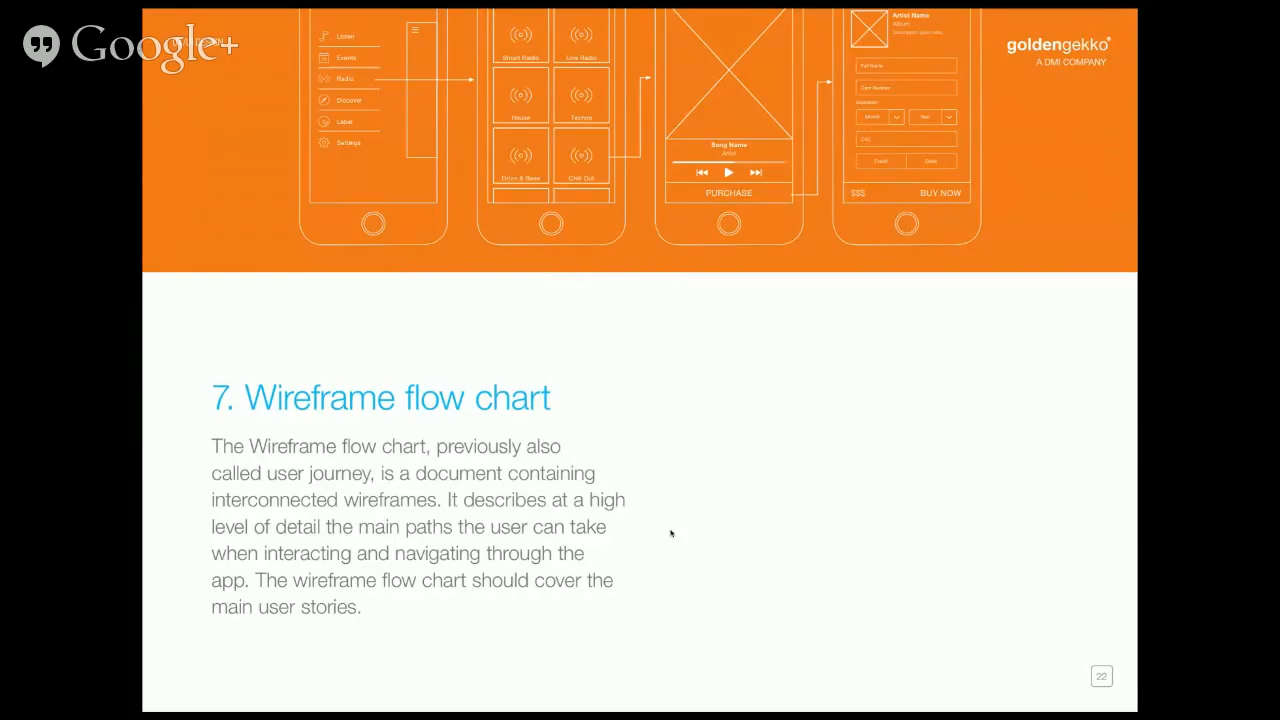 Google+
goldengekko
A DMI COMPANY
Listen
Events
Radio
Discover
Label
Settings
Smart Radio
Live Radio
House
Techno
Drum & Bass
Chill Out
Song Name
Artist
PURCHASE
Artist Name
Album
Full Name
Card Number
Expiration
Month
Year
CVC
Credit
Debit
$$$
BUY NOW
7. Wireframe flow chart
The Wireframe flow chart, previously also
called user journey, is a document containing
interconnected wireframes. It describes at a high
level of detail the main paths the user can take
when interacting and navigating through the
app. The wireframe flow chart should cover the
main user stories.
22